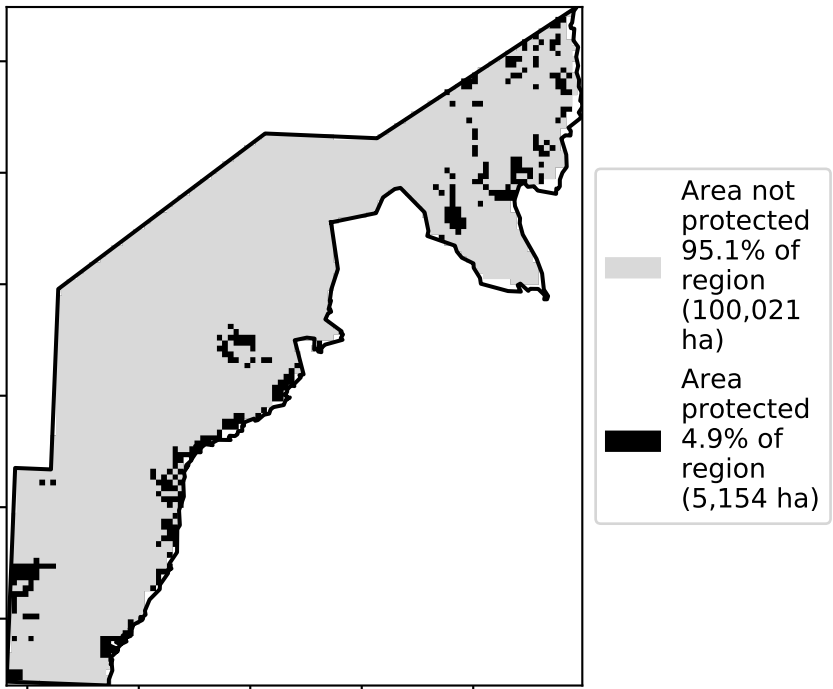 Area not
protected
95.1% of
region
(100,021
ha)
Area
protected
4.9% of
region
(5,154 ha)